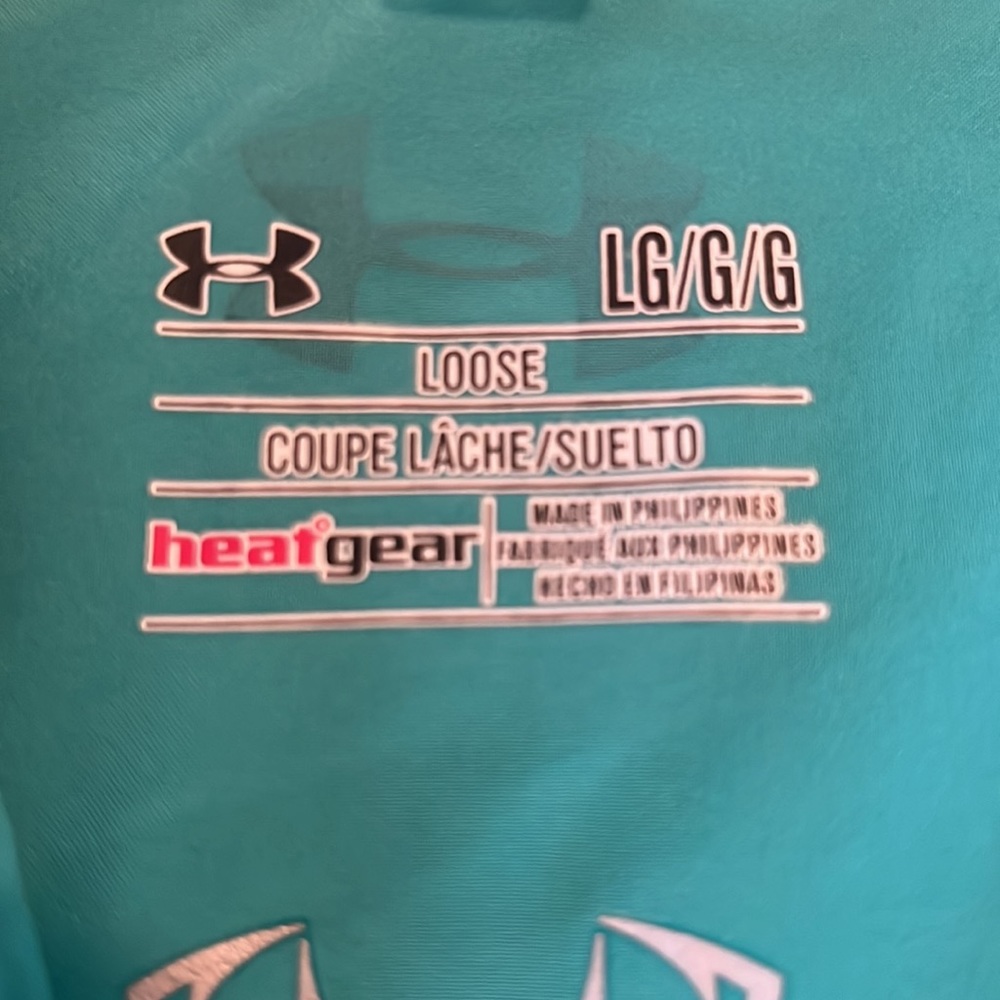 LG/G/G
LOOSE
COUPE LÂCHE/SUELTO
heatgear
MADE IN PHILIPPINES
FABRIQUÉ AUX PHILIPPINES
HECHO EN FILIPINAS